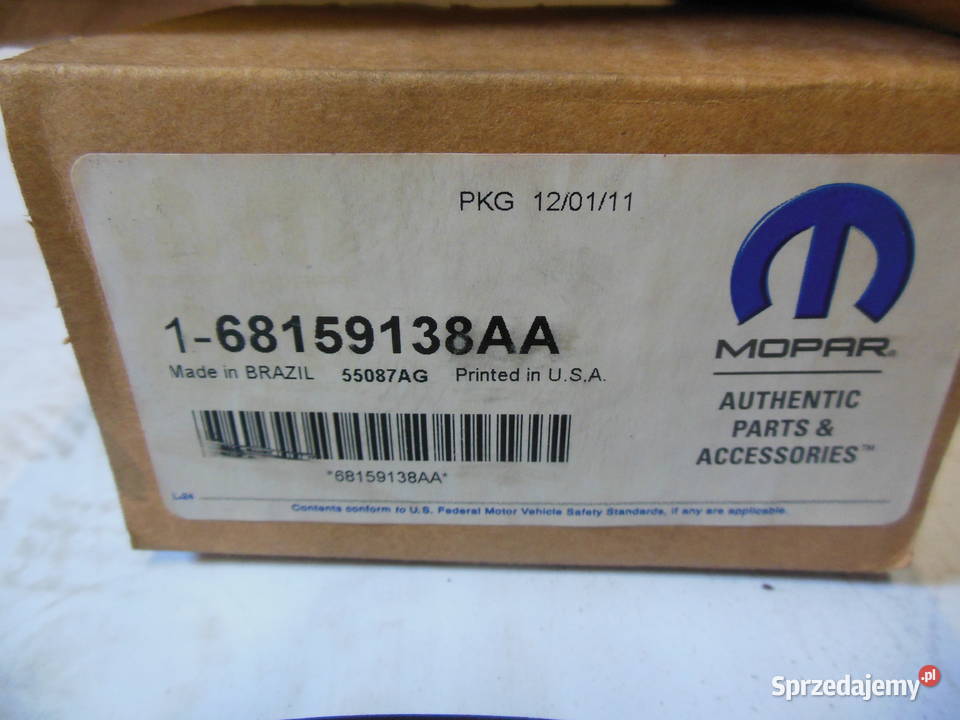 PKG 12/01/11
1-68159138AA
Made in BRAZIL 55087AG Printed in U.S.A.
*68159138AA*
L-24
Contents conform to U.S. Federal Motor Vehicle Safety Standards, if any are applicable.
MOPAR®
AUTHENTIC
PARTS &
ACCESSORIES™
Sprzedajemy.pl